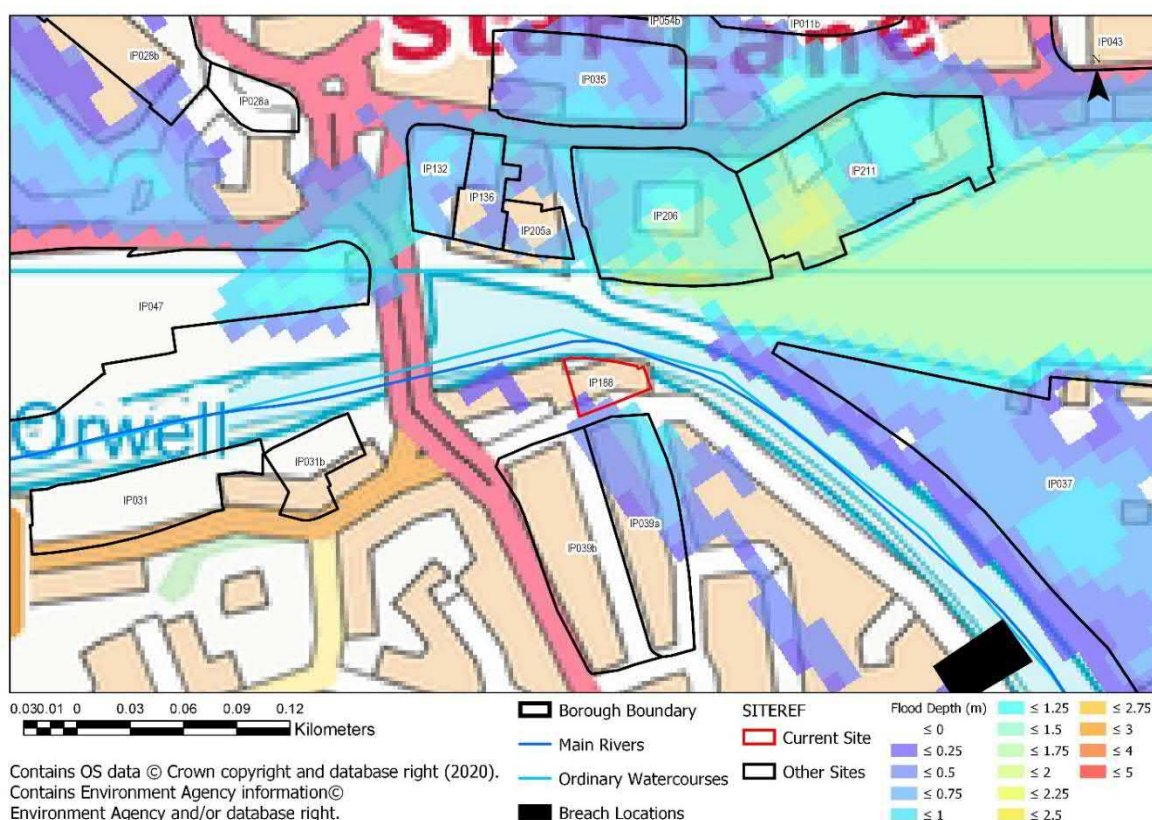 Star Lane
IP054b
IP011b
IP043
IP028b
IP028a
IP035
IP132
IP136
IP205a
IP206
IP211
IP047
IP188
Orwell
IP031b
IP031
IP039a
IP039b
IP037
0.030.01 0 0.03 0.06 0.09 0.12
Kilometers
Contains OS data © Crown copyright and database right (2020).
Contains Environment Agency information©
Environment Agency and/or database right.
Borough Boundary
Main Rivers
Ordinary Watercourses
Breach Locations
SITEREF
Current Site
Other Sites
Flood Depth (m)
≤ 0
≤ 0.25
≤ 0.5
≤ 0.75
≤ 1
≤ 1.25
≤ 1.5
≤ 1.75
≤ 2
≤ 2.25
≤ 2.5
≤ 2.75
≤ 3
≤ 4
≤ 5